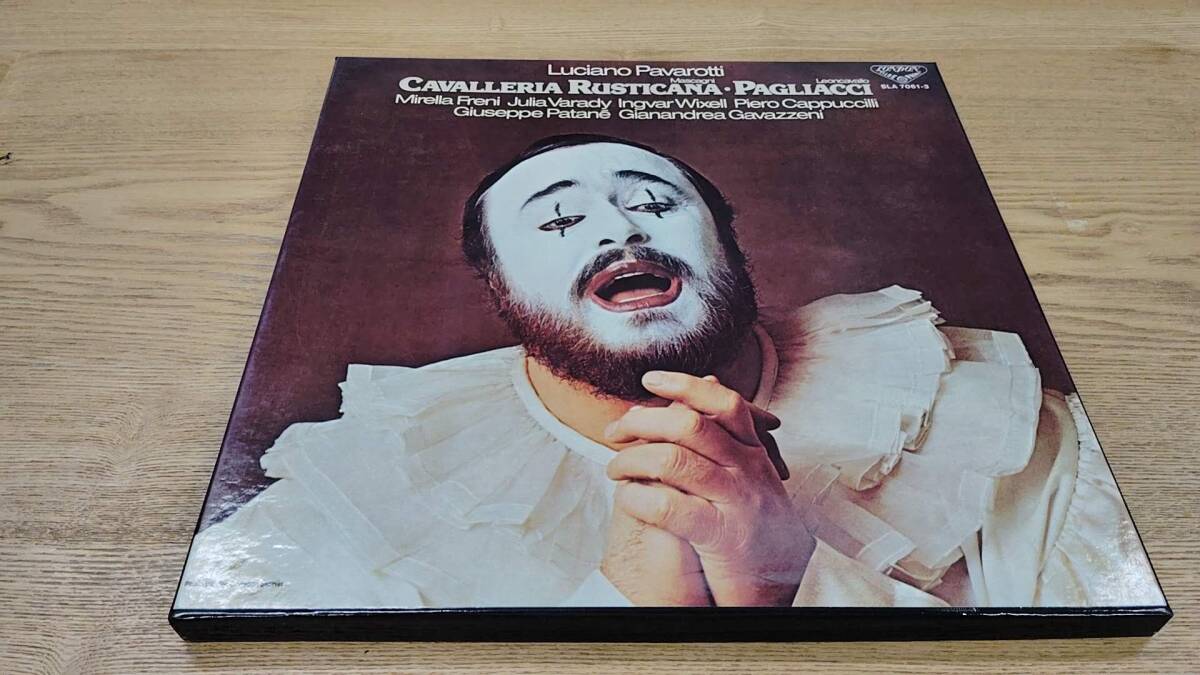 Luciano Pavarotti
Mascagni Leoncavallo
CAVALLERIA RUSTICANA · PAGLIACCI
Mirella Freni Julia Varady Ingvar Wixell Piero Cappuccilli
Giuseppe Patanè Gianandrea Gavazzeni
LONDON
SLA 7061-3